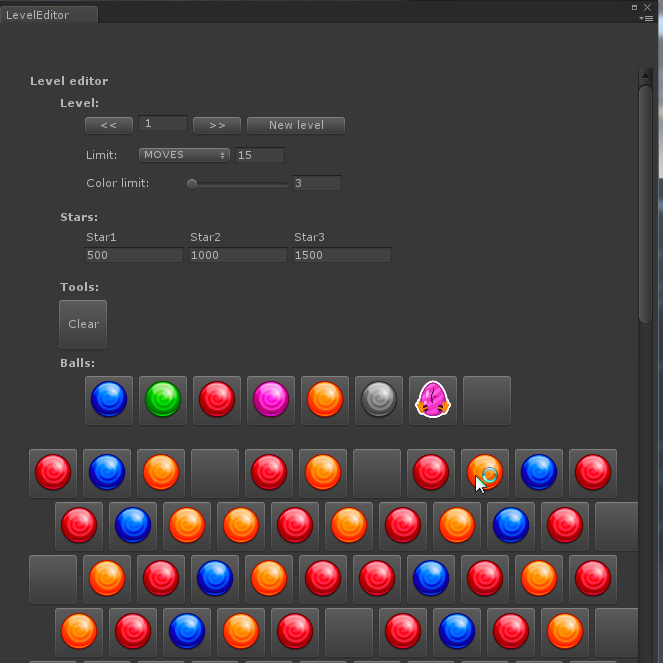 LevelEditor
Level editor
Level:
<< 1 >> New level
Limit: MOVES 15
Color limit: 3
Stars:
Star1 Star2 Star3
500 1000 1500
Tools:
Clear
Balls: